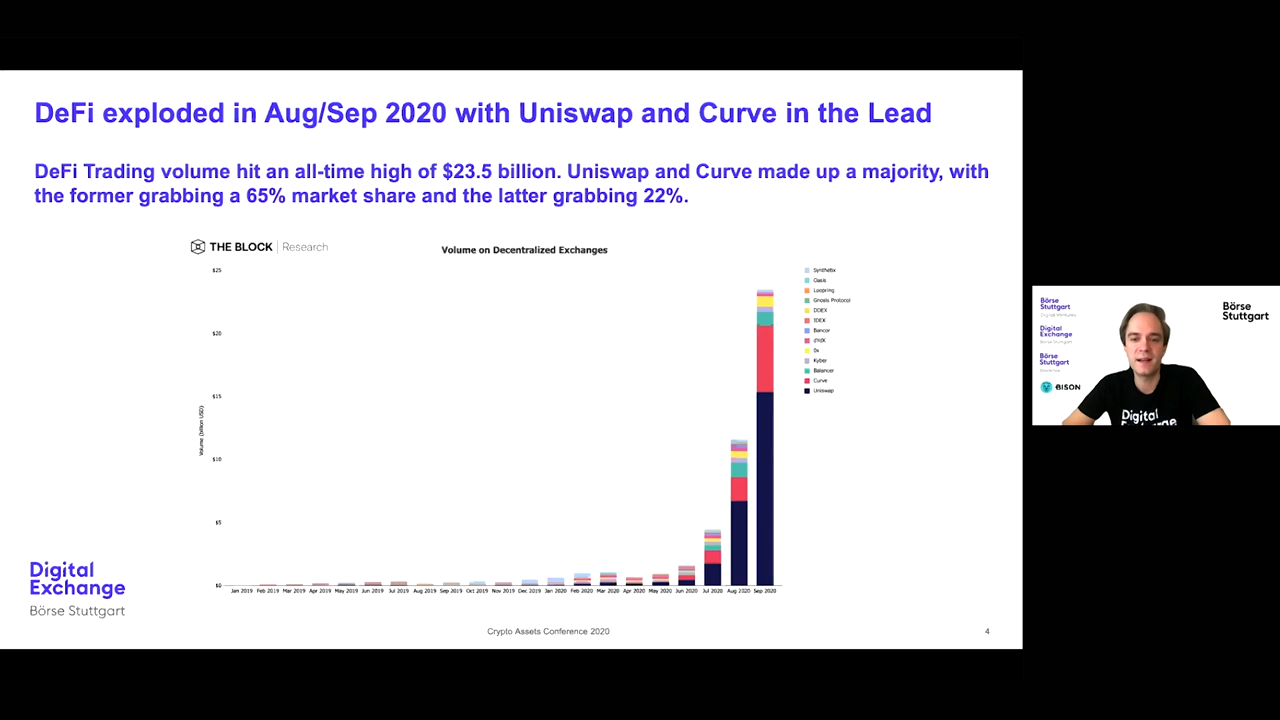 DeFi exploded in Aug/Sep 2020 with Uniswap and Curve in the Lead
DeFi Trading volume hit an all-time high of $23.5 billion. Uniswap and Curve made up a majority, with
the former grabbing a 65% market share and the latter grabbing 22%.
THE BLOCK | Research
Volume on Decentralized Exchanges
$25
$20
$15
$10
$5
$0
Volume (billion USD)
Synthetix
Oasis
Loopring
Gnosis Protocol
DDEX
IDEX
Bancor
dYdX
0x
Kyber
Balancer
Curve
Uniswap
Jan 2019 Feb 2019 Mar 2019 Apr 2019 May 2019 Jun 2019 Jul 2019 Aug 2019 Sep 2019 Oct 2019 Nov 2019 Dec 2019 Jan 2020 Feb 2020 Mar 2020 Apr 2020 May 2020 Jun 2020 Jul 2020 Aug 2020 Sep 2020
Digital
Exchange
Börse Stuttgart
Crypto Assets Conference 2020
4
Börse
Stuttgart
Digital Ventures
Digital
Exchange
Börse Stuttgart
Börse
Stuttgart
BISON
Börse
Stuttgart
Digital
Exchange